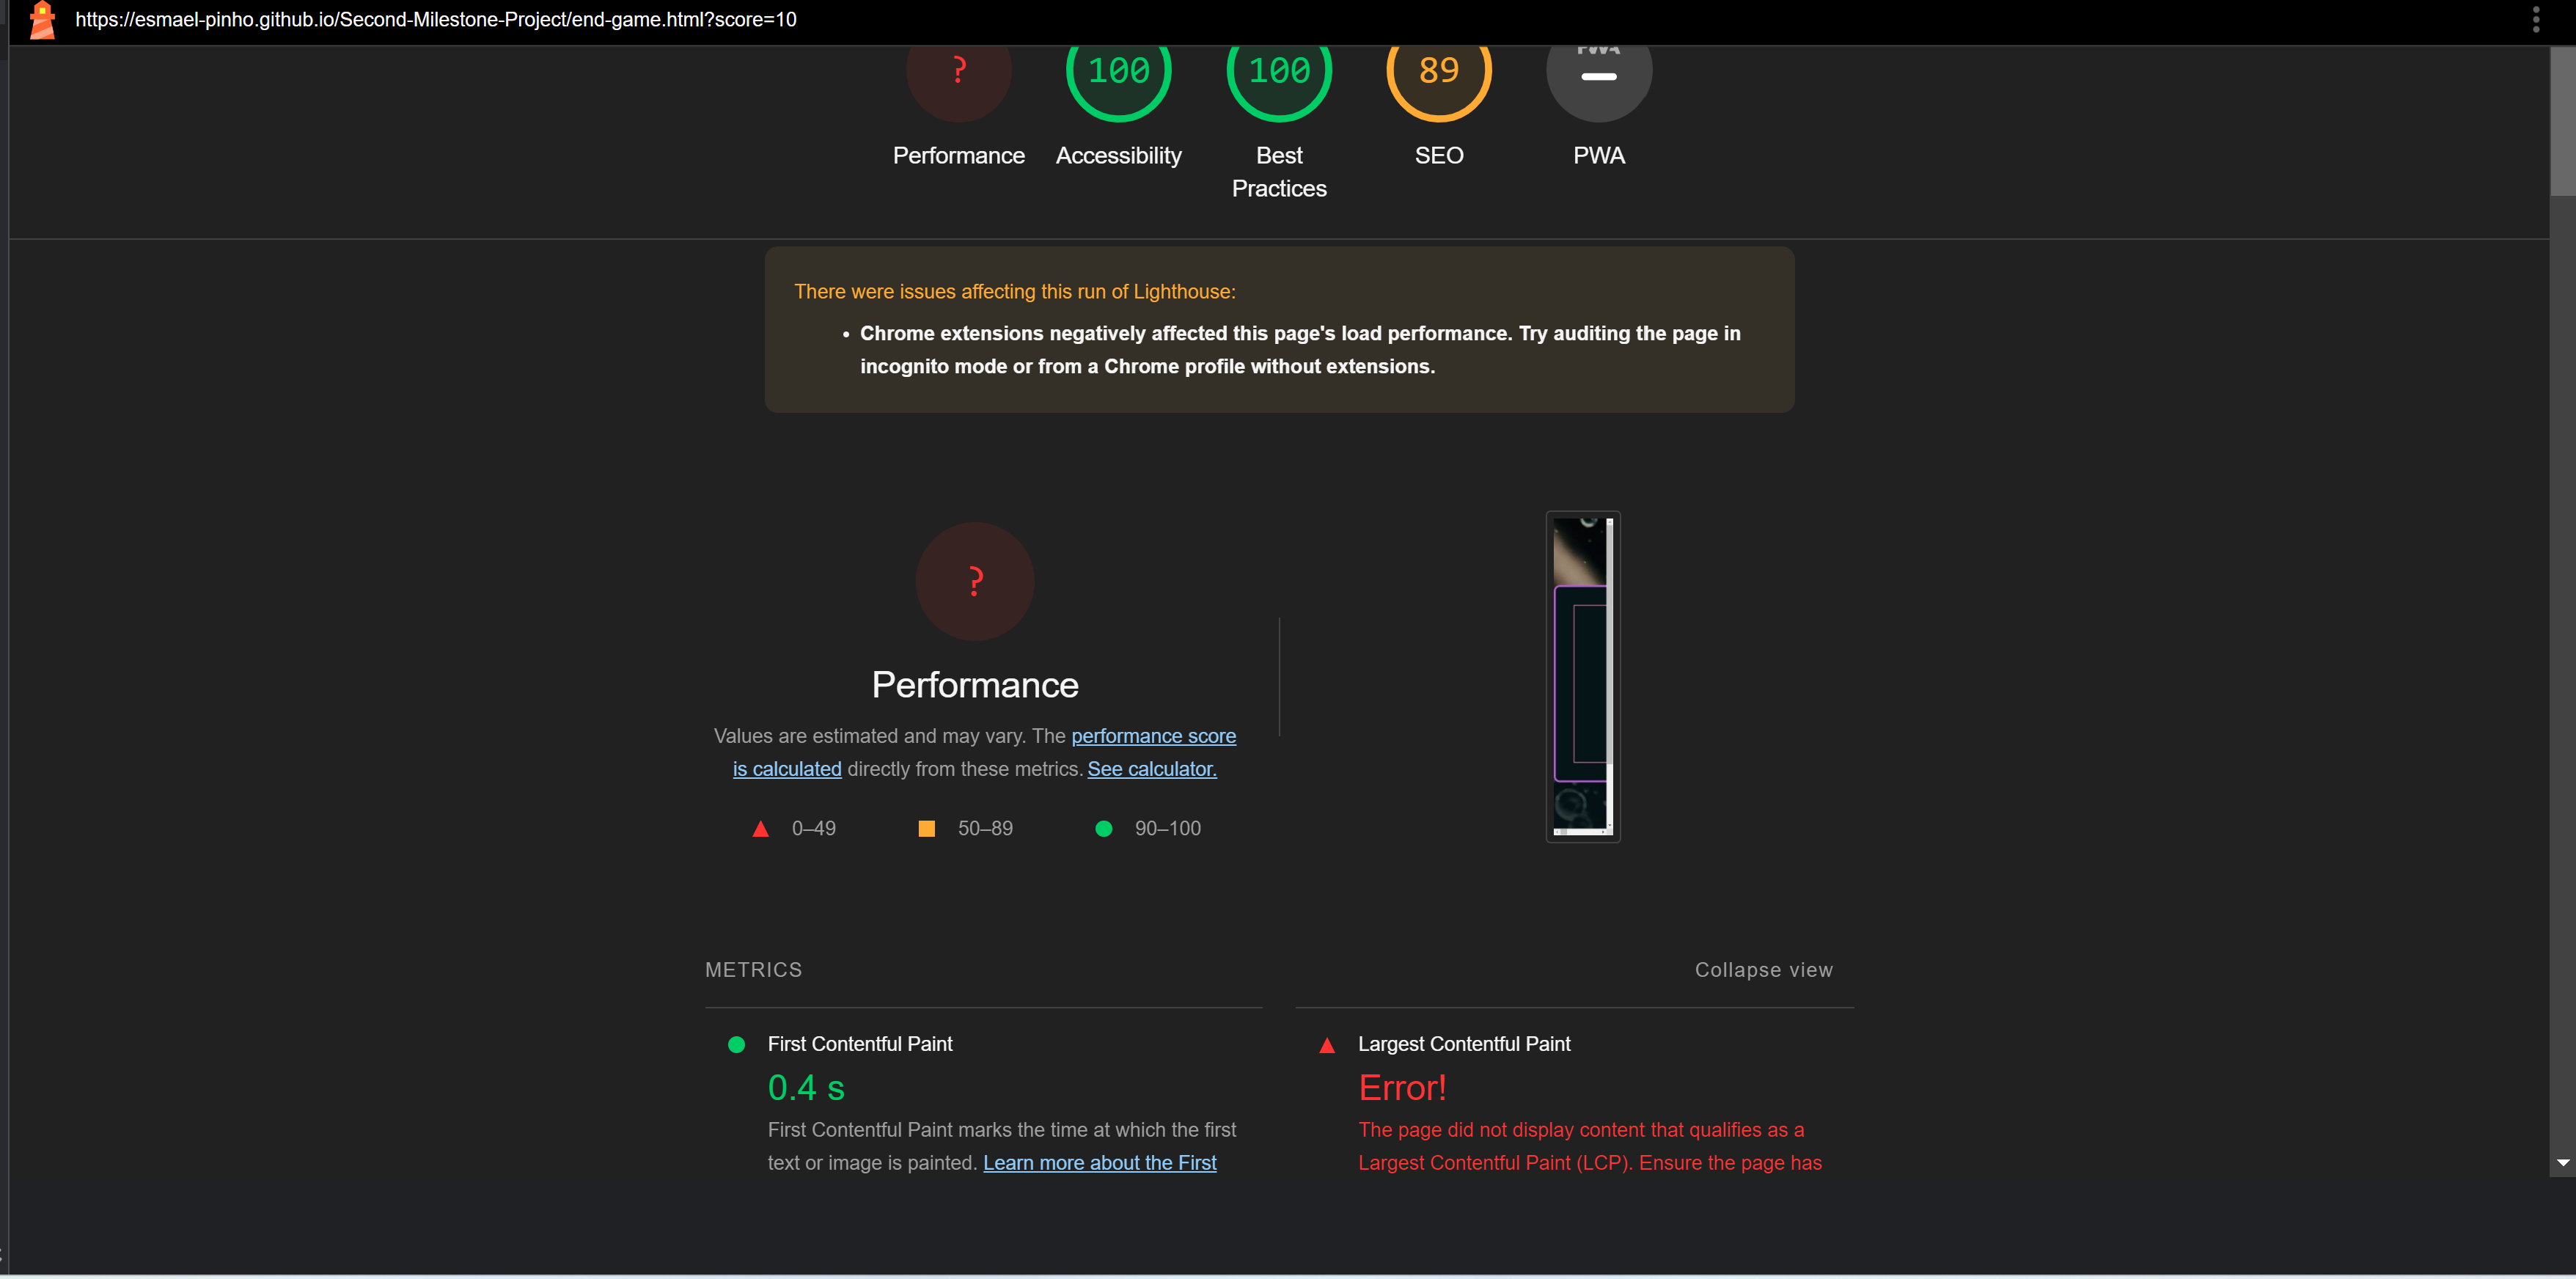 https://esmael-pinho.github.io/Second-Milestone-Project/end-game.html?score=10
? 100 100 89 PWA
Performance Accessibility Best Practices SEO PWA
There were issues affecting this run of Lighthouse:
• Chrome extensions negatively affected this page's load performance. Try auditing the page in
incognito mode or from a Chrome profile without extensions.
?
Performance
Values are estimated and may vary. The performance score
is calculated directly from these metrics. See calculator.
0–49 50–89 90–100
METRICS Collapse view
First Contentful Paint
0.4 s
First Contentful Paint marks the time at which the first
text or image is painted. Learn more about the First
Largest Contentful Paint
Error!
The page did not display content that qualifies as a
Largest Contentful Paint (LCP). Ensure the page has